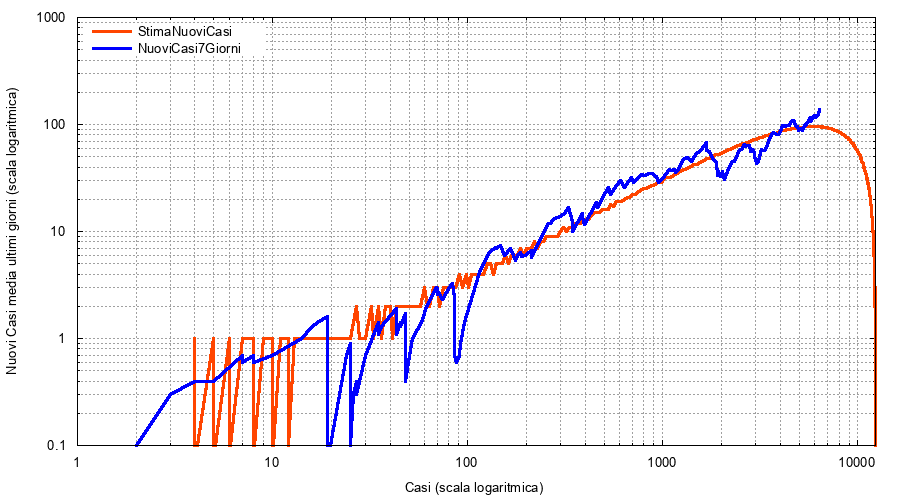 1000
StimaNuoviCasi
NuoviCasi7Giorni
100
10
1
0.1
Nuovi Casi media ultimi giorni (scala logaritmica)
1 10 100 1000 10000
Casi (scala logaritmica)